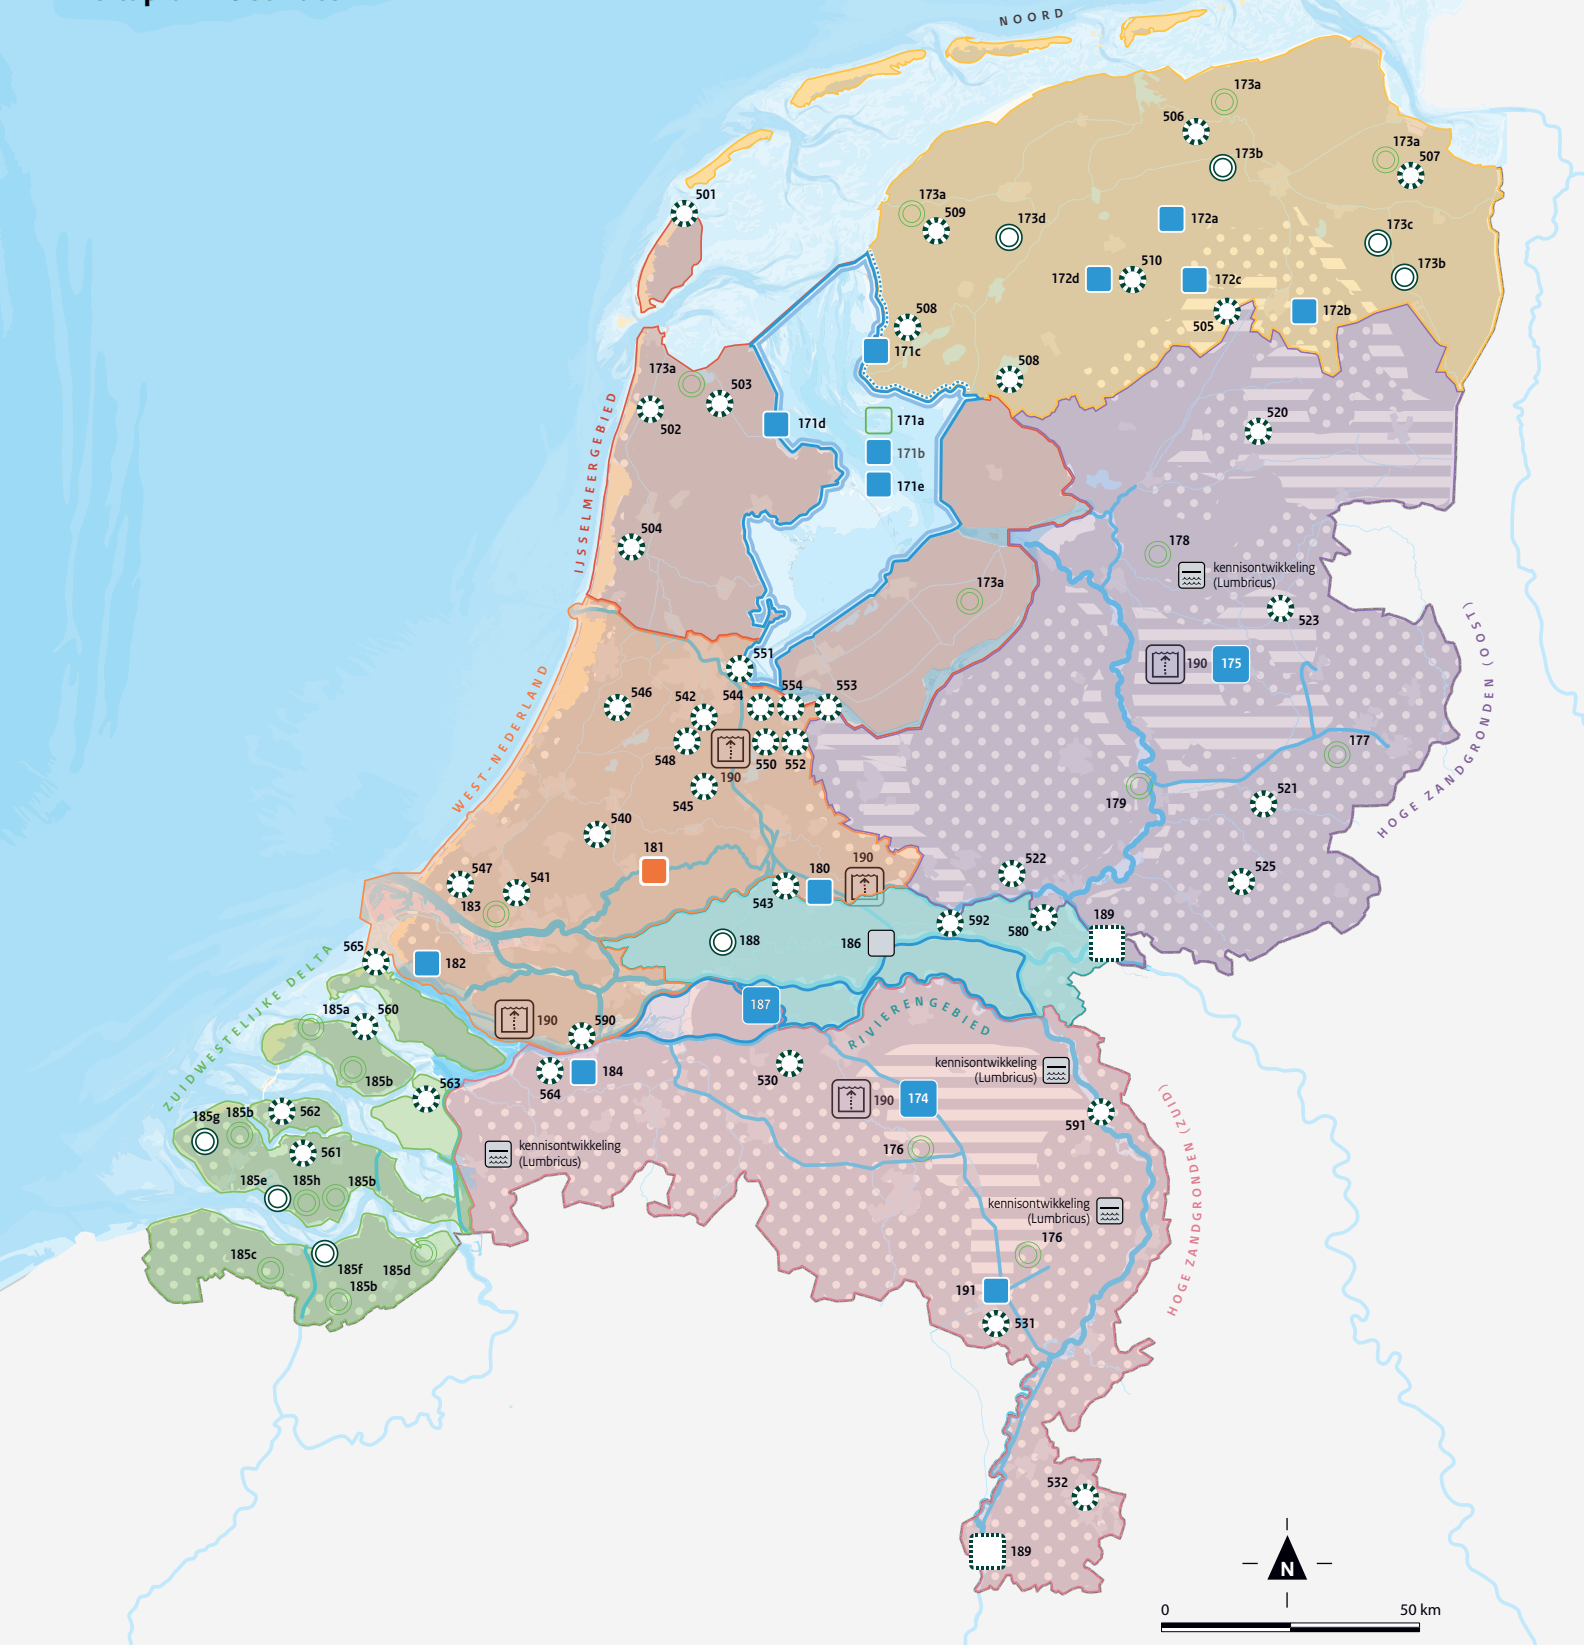 NOORD
173a
506
173b
173a
507
501
173a
509
173d
172a
173c
510
172d
172c
173b
508
505
172b
171c
508
173a
503
502
171d
171a
171b
171e
520
IJSSELMEERGEBIED
504
178
kennisontwikkeling
(Lumbricus)
173a
523
551
190
175
HOGE ZANDGRONDEN (OOST)
546
542
544
554
553
WEST-NEDERLAND
548
190
550
552
177
545
179
521
540
181
547
541
183
180
190
522
525
543
592
580
189
188
186
565
182
ZUIDWESTELIJKE DELTA
185a
560
190
590
187
RIVIERENGEBIED
185b
563
564
184
530
kennisontwikkeling
(Lumbricus)
190
174
591
HOGE ZANDGRONDEN (ZUID)
185g
185b
562
561
kennisontwikkeling
(Lumbricus)
176
185e
185h
185b
kennisontwikkeling
(Lumbricus)
176
185c
185f
185d
185b
191
531
532
189
N
0
50 km